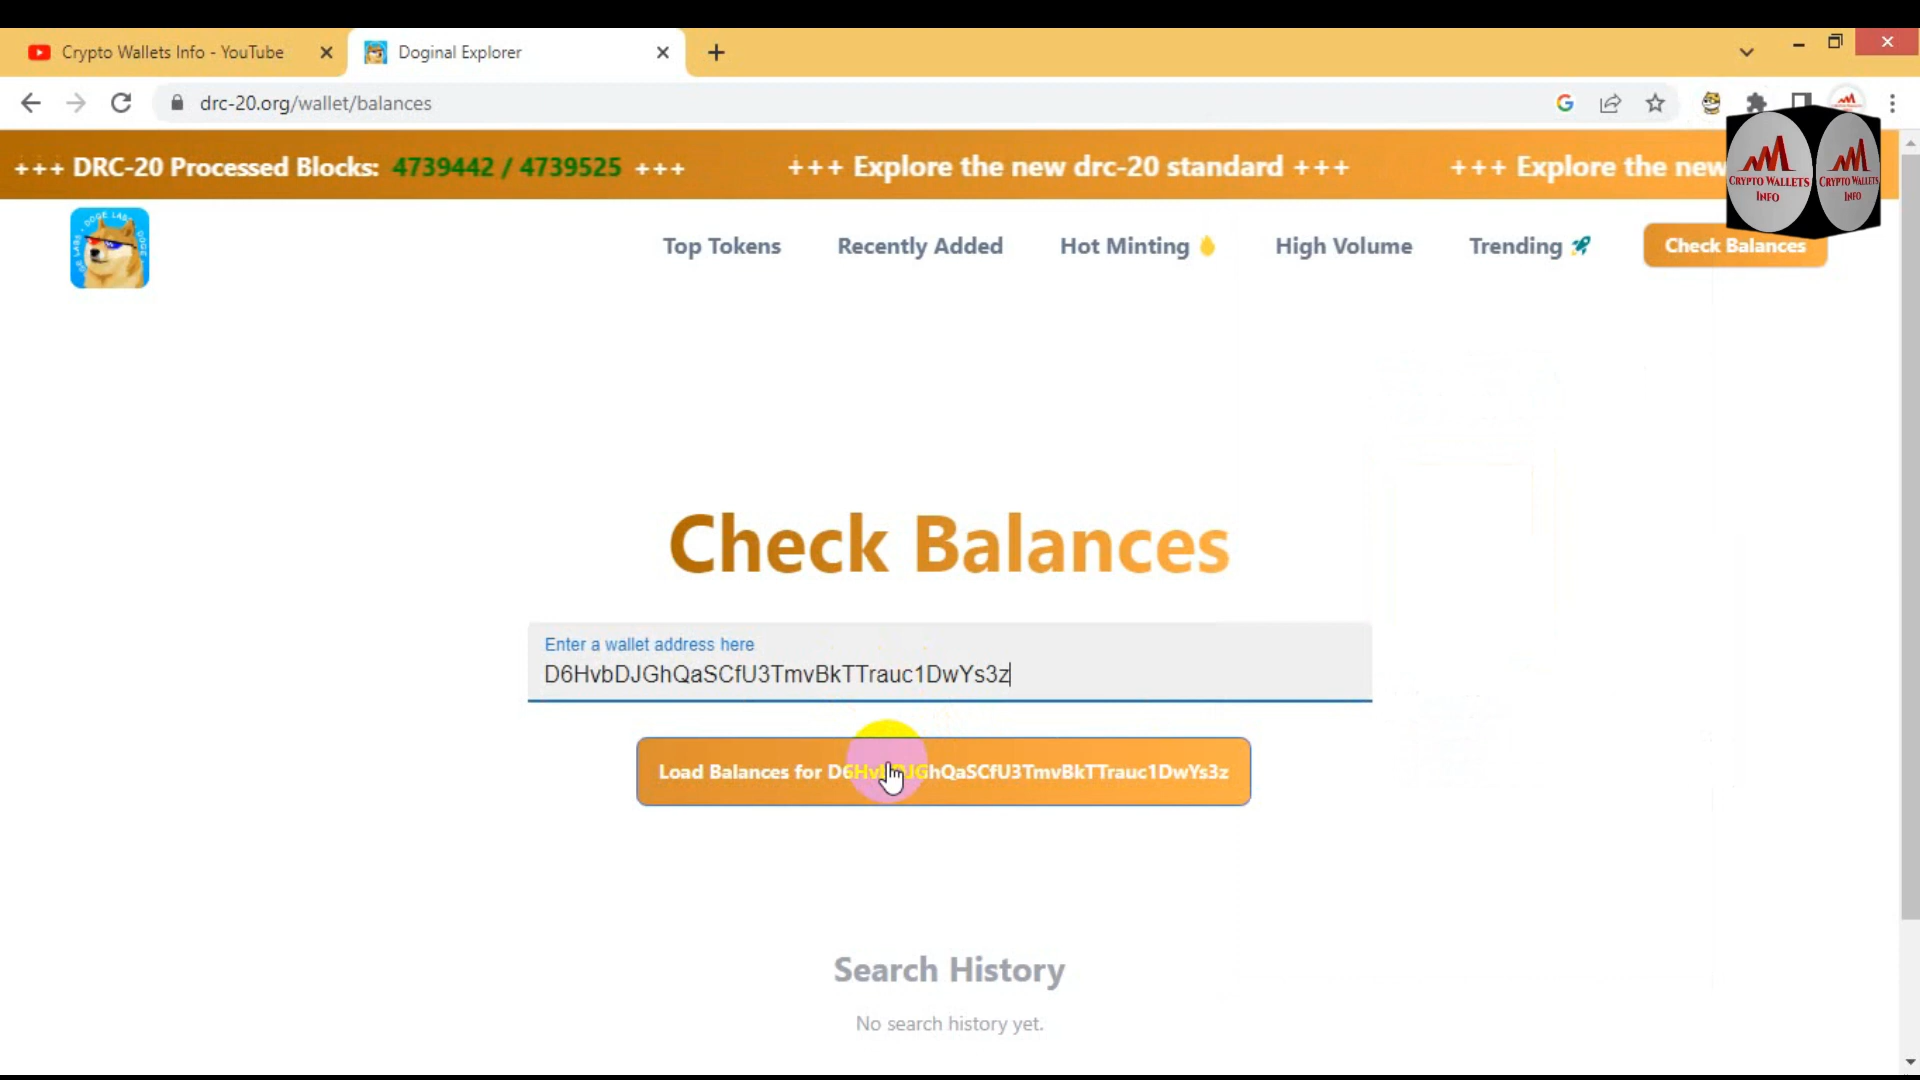 Crypto Wallets Info - YouTube
Doginal Explorer
drc-20.org/wallet/balances
+++ DRC-20 Processed Blocks: 4739442 / 4739525 +++
+++ Explore the new drc-20 standard +++
+++ Explore the new
CRYPTO WALLETS
INFO
CRYPTO WALLETS
INFO
Top Tokens
Recently Added
Hot Minting
High Volume
Trending
Check Balances
Check Balances
Enter a wallet address here
D6HvbDJGhQaSCfU3TmvBkTTrauc1DwYs3z
Load Balances for D6HvbDJGhQaSCfU3TmvBkTTrauc1DwYs3z
Search History
No search history yet.